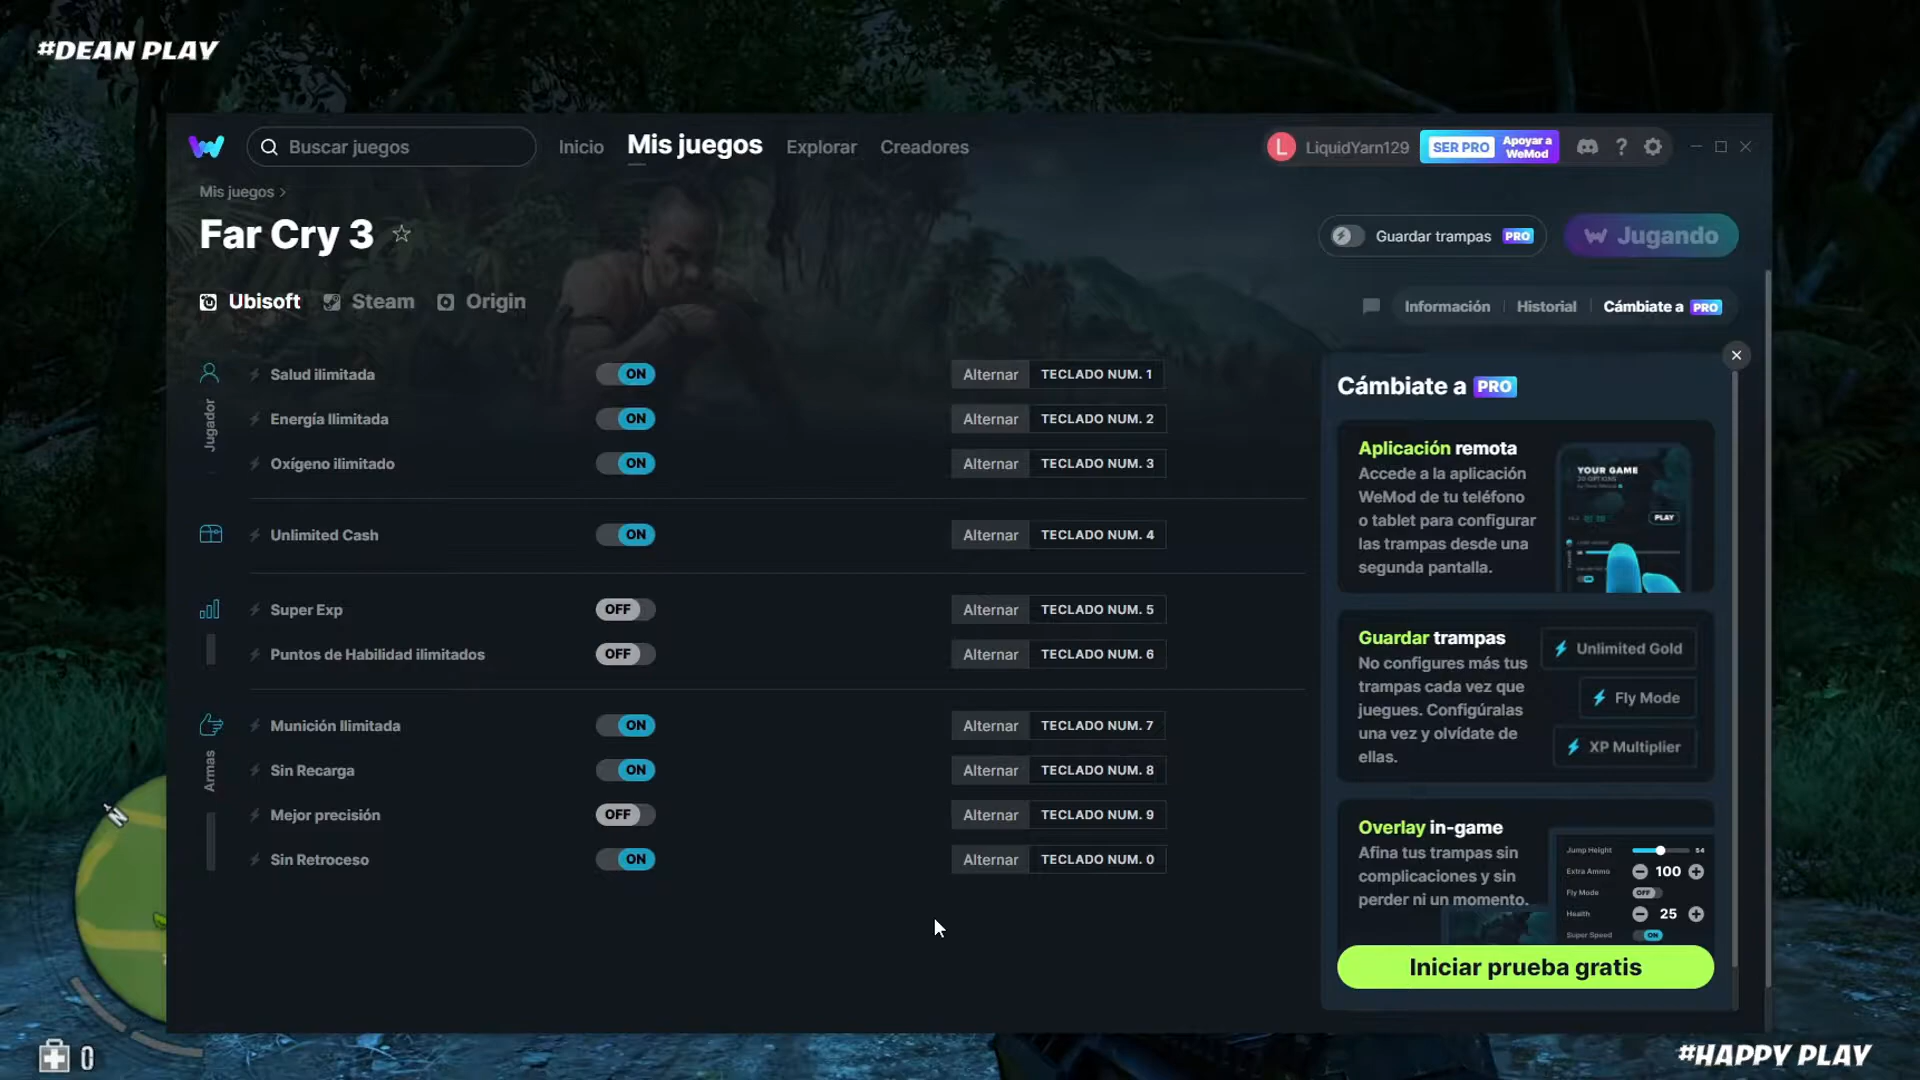 #DEAN PLAY
Buscar juegos
Inicio
Mis juegos
Explorar
Creadores
L
LiquidYarn129
SER PRO
Apoyar a
WeMod
?
Mis juegos >
Far Cry 3
Guardar trampas PRO
Jugando
Ubisoft
Steam
Origin
Información
Historial
Cámbiate a PRO
Jugador
Salud ilimitada
ON
Alternar
TECLADO NUM. 1
Energía Ilimitada
ON
Alternar
TECLADO NUM. 2
Oxígeno ilimitado
ON
Alternar
TECLADO NUM. 3
Unlimited Cash
ON
Alternar
TECLADO NUM. 4
Super Exp
OFF
Alternar
TECLADO NUM. 5
Puntos de Habilidad ilimitados
OFF
Alternar
TECLADO NUM. 6
Armas
Munición Ilimitada
ON
Alternar
TECLADO NUM. 7
Sin Recarga
ON
Alternar
TECLADO NUM. 8
Mejor precisión
OFF
Alternar
TECLADO NUM. 9
Sin Retroceso
ON
Alternar
TECLADO NUM. 0
Cámbiate a PRO
Aplicación remota
Accede a la aplicación
WeMod de tu teléfono
o tablet para configurar
las trampas desde una
segunda pantalla.
YOUR GAME
PLAY
Guardar trampas
No configures más tus
trampas cada vez que
juegues. Configúralas
una vez y olvídate de
ellas.
Unlimited Gold
Fly Mode
XP Multiplier
Overlay in-game
Afina tus trampas sin
complicaciones y sin
perder ni un momento.
Jump Height
54
Extra Ammo
100
Fly Mode
OFF
Health
25
Super Speed
ON
Iniciar prueba gratis
N
0
#HAPPY PLAY